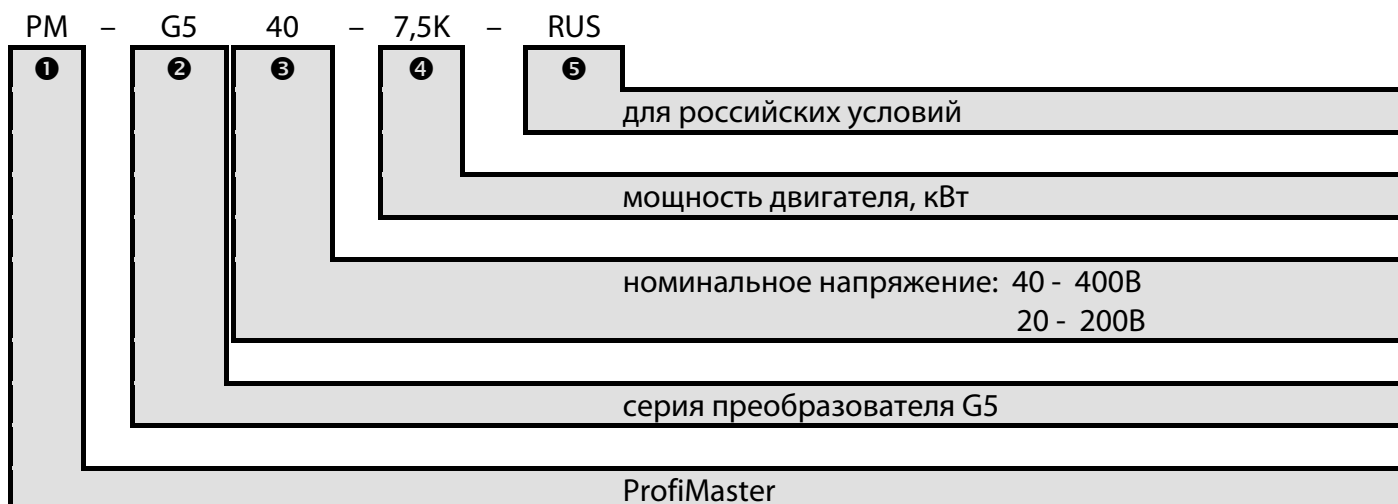 PM – G5 40 – 7,5K – RUS
❶ ❷ ❸ ❹ ❺
для российских условий
мощность двигателя, кВт
номинальное напряжение: 40 - 400В
20 - 200В
серия преобразователя G5
ProfiMaster